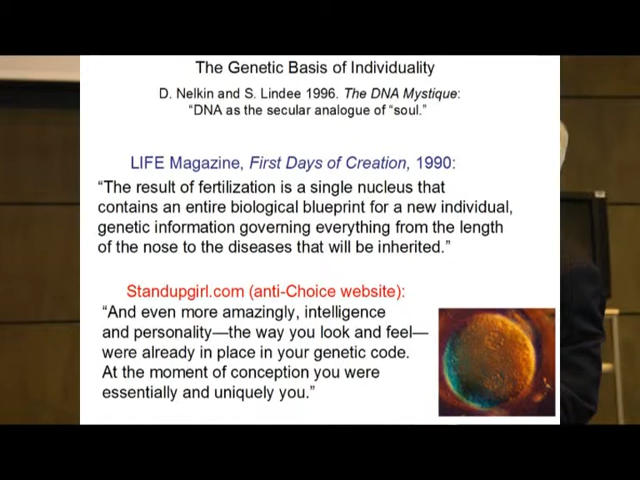 The Genetic Basis of Individuality
D. Nelkin and S. Lindee 1996. The DNA Mystique:
“DNA as the secular analogue of “soul.”
LIFE Magazine, First Days of Creation, 1990:
“The result of fertilization is a single nucleus that
contains an entire biological blueprint for a new individual,
genetic information governing everything from the length
of the nose to the diseases that will be inherited.”
Standupgirl.com (anti-Choice website):
“And even more amazingly, intelligence
and personality—the way you look and feel—
were already in place in your genetic code.
At the moment of conception you were
essentially and uniquely you.”